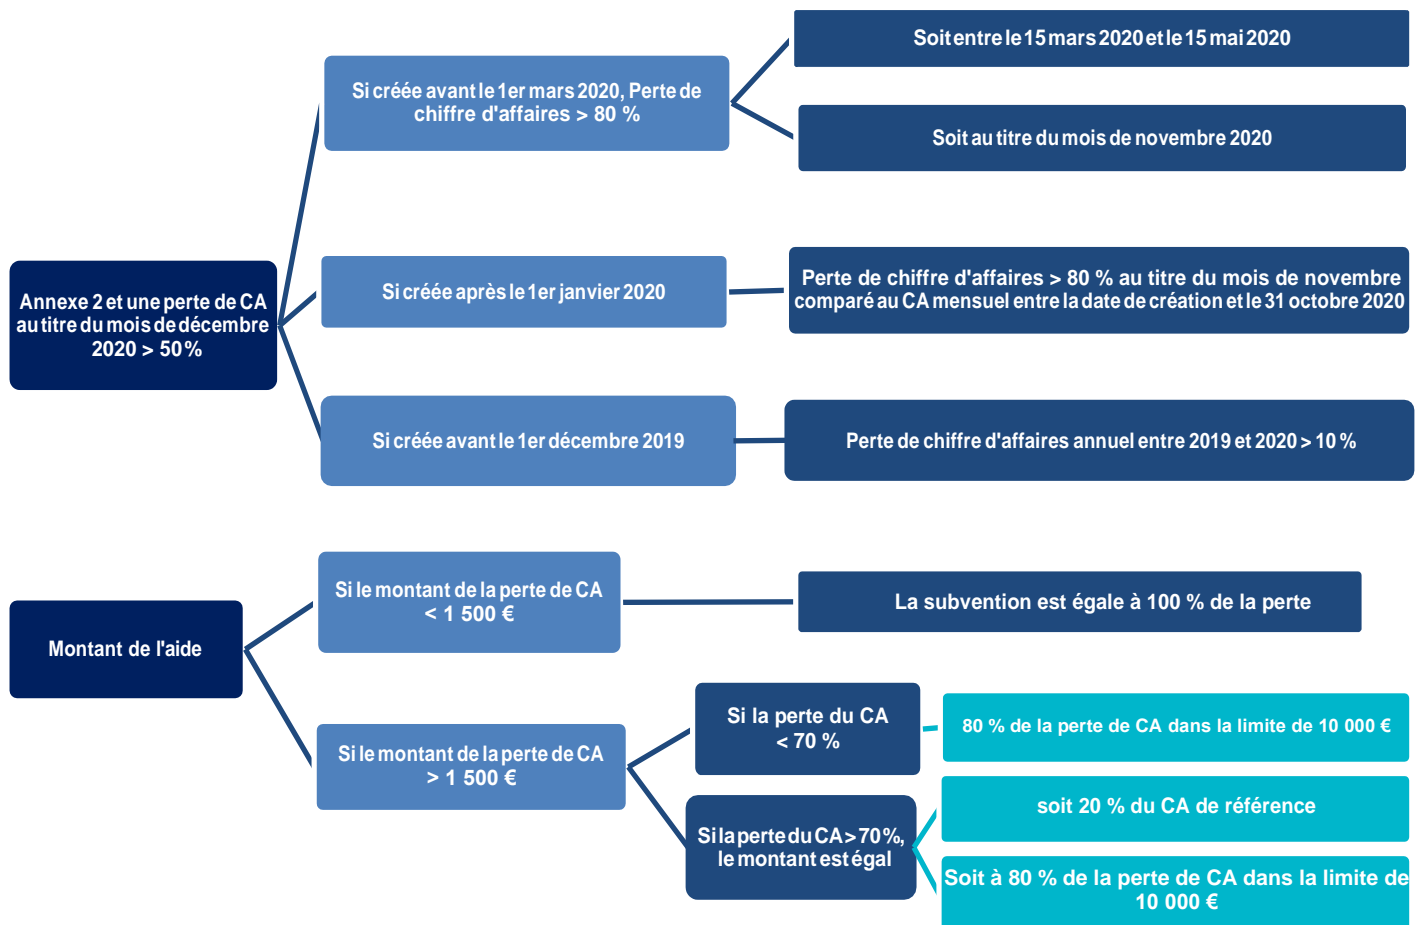 Annexe 2 et une perte de CA
au titre du mois de décembre
2020 > 50%
Si créée avant le 1er mars 2020, Perte de
chiffre d'affaires > 80 %
Soit entre le 15 mars 2020 et le 15 mai 2020
Soit au titre du mois de novembre 2020
Si créée après le 1er janvier 2020
Perte de chiffre d'affaires > 80 % au titre du mois de novembre
comparé au CA mensuel entre la date de création et le 31 octobre 2020
Si créée avant le 1er décembre 2019
Perte de chiffre d'affaires annuel entre 2019 et 2020 > 10 %
Montant de l'aide
Si le montant de la perte de CA
< 1 500 €
La subvention est égale à 100 % de la perte
Si le montant de la perte de CA
> 1 500 €
Si la perte du CA
< 70 %
80 % de la perte de CA dans la limite de 10 000 €
Si la perte du CA > 70%,
le montant est égal
soit 20 % du CA de référence
Soit à 80 % de la perte de CA dans la limite de
10 000 €